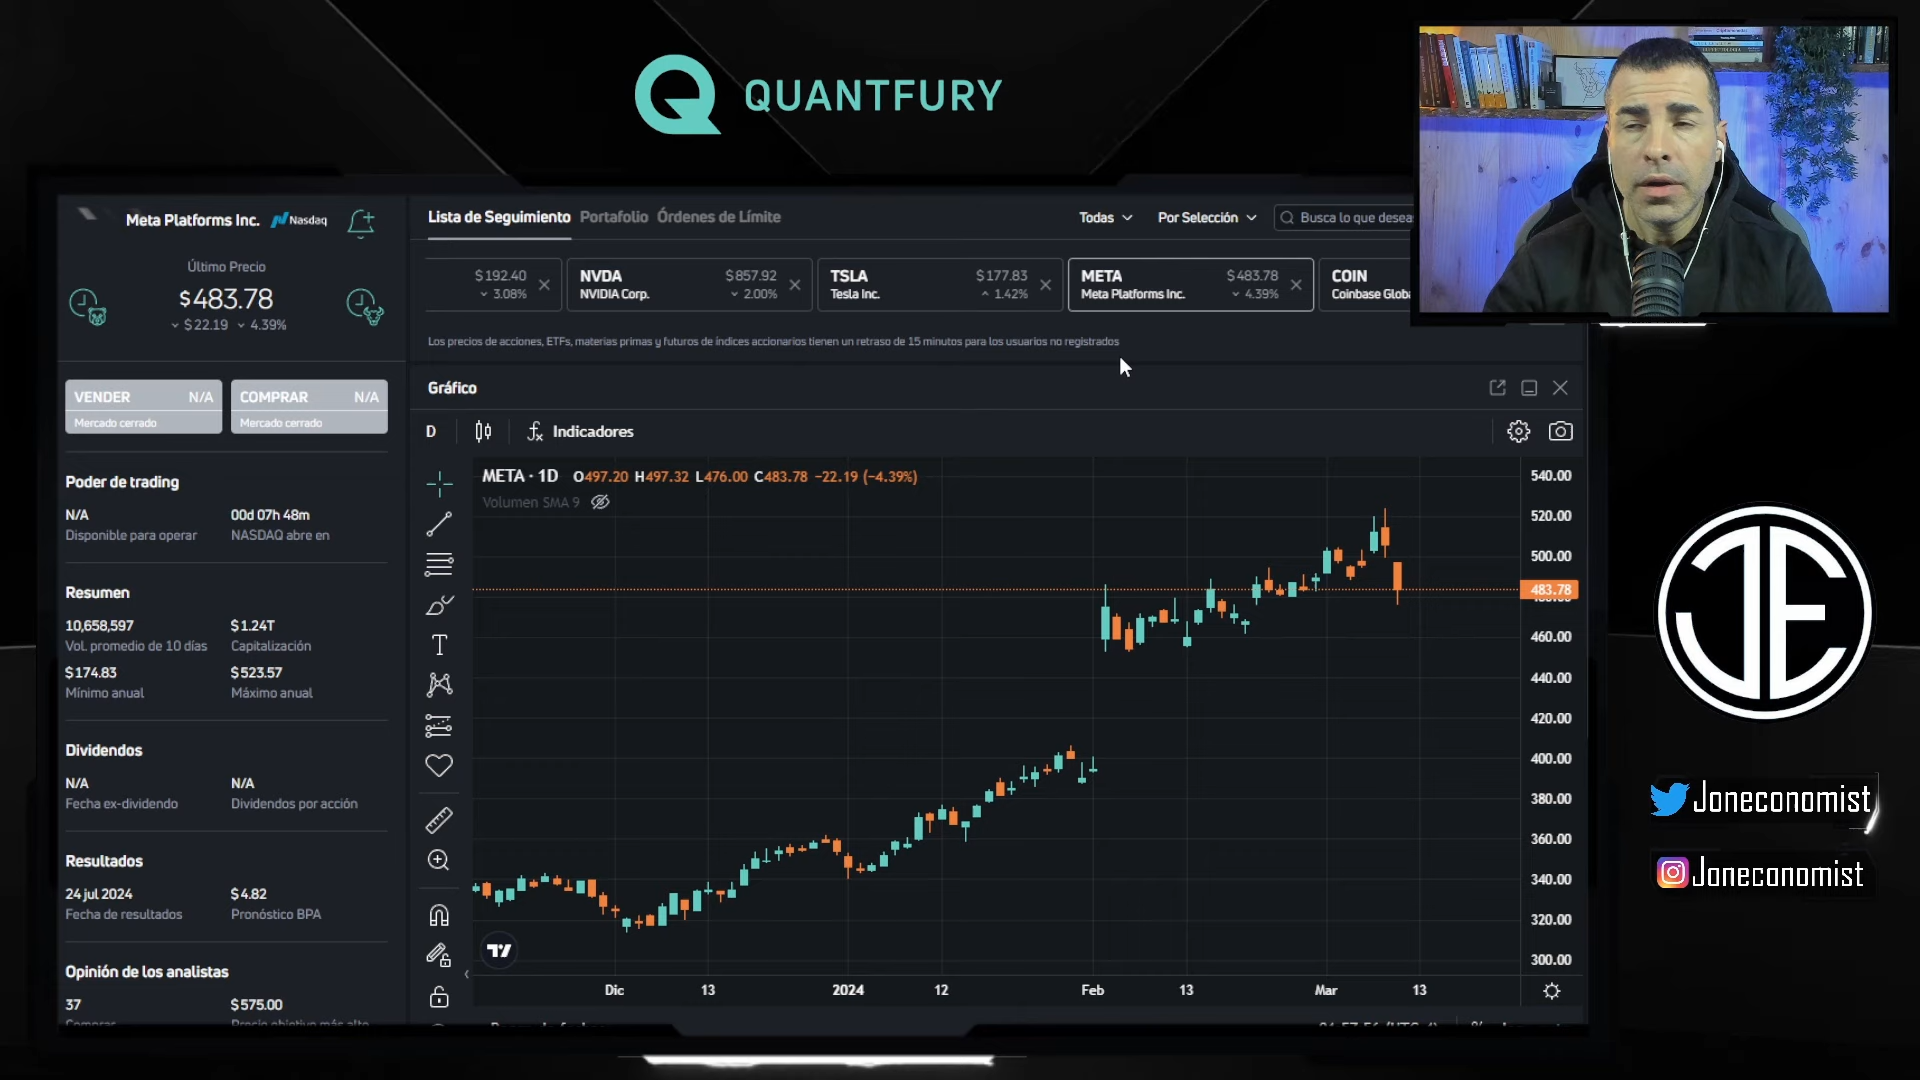 QUANTFURY
Meta Platforms Inc. Nasdaq
Último Precio
$483.78
$22.19 4.39%
VENDER N/A
Mercado cerrado
COMPRAR N/A
Mercado cerrado
Poder de trading
N/A 00d 07h 48m
Disponible para operar NASDAQ abre en
Resumen
10,658,597 $1.24T
Vol. promedio de 10 días Capitalización
$174.83 $523.57
Mínimo anual Máximo anual
Dividendos
N/A N/A
Fecha ex-dividendo Dividendos por acción
Resultados
24 jul 2024 $4.82
Fecha de resultados Pronóstico BPA
Opinión de los analistas
37 $575.00
Lista de Seguimiento Portafolio Órdenes de Límite
Todas Por Selección Busca lo que deseas
$192.40
3.08%
NVDA $857.92
NVIDIA Corp. 2.00%
TSLA $177.83
Tesla Inc. 1.42%
META $483.78
Meta Platforms Inc. 4.39%
COIN
Coinbase Globa
Los precios de acciones, ETFs, materias primas y futuros de índices accionarios tienen un retraso de 15 minutos para los usuarios no registrados
Gráfico
D Indicadores
META · 1D O497.20 H497.32 L476.00 C483.78 −22.19 (−4.39%)
Volumen SMA 9
540.00
520.00
500.00
483.78
460.00
440.00
420.00
400.00
380.00
360.00
340.00
320.00
300.00
Dic 13 2024 12 Feb 13 Mar 13
JE
Joneconomist
Joneconomist